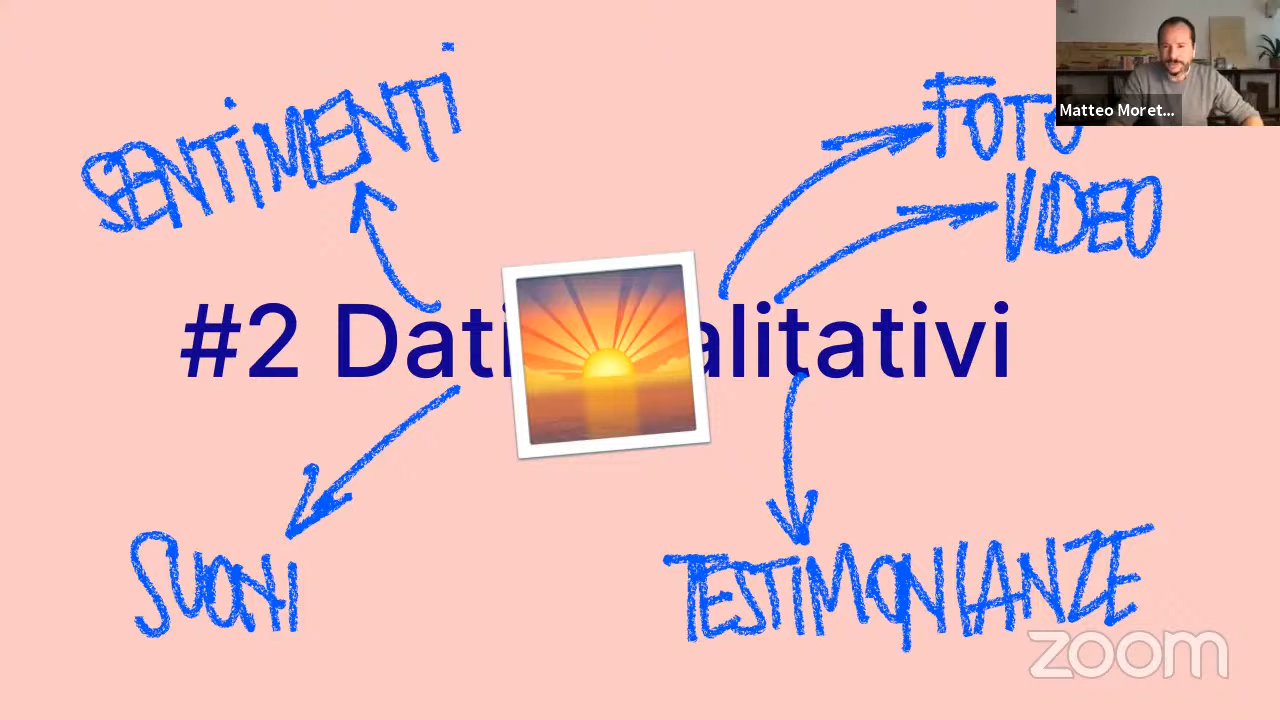 SENTIMENTI
FOTO
Matteo Moret...
VIDEO
#2 Dati alitativi
SUONI
TESTIMONIANZE
zoom